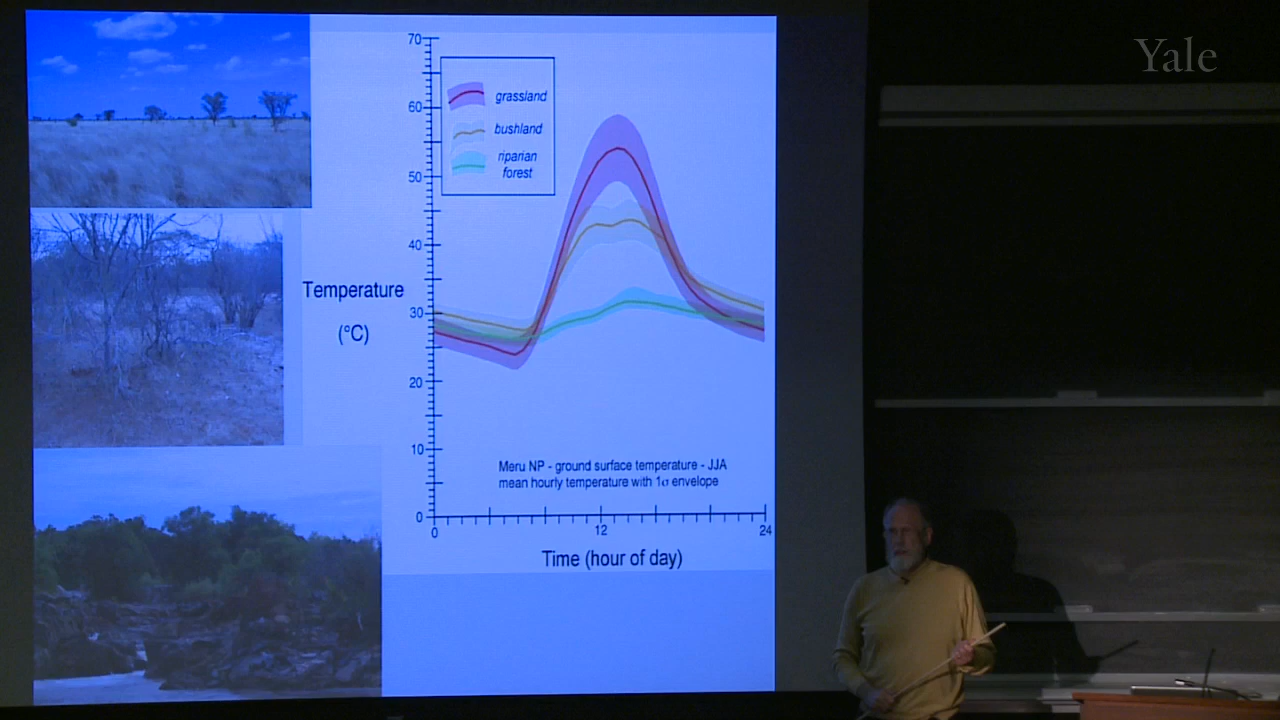 Yale
70
60
50
40
30
20
10
0
grassland
bushland
riparian
forest
Temperature
(°C)
Meru NP - ground surface temperature - JJA
mean hourly temperature with 1σ envelope
0
12
24
Time (hour of day)